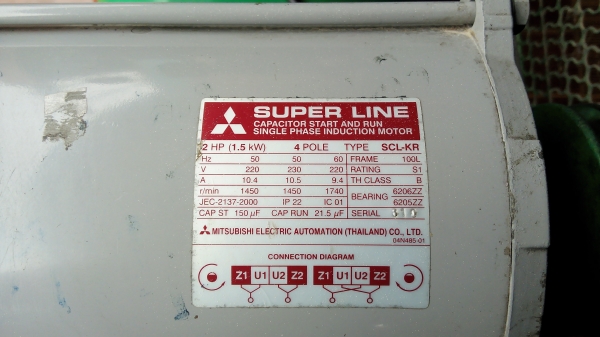 SUPER LINE
CAPACITOR START AND RUN
SINGLE PHASE INDUCTION MOTOR
2 HP (1.5 kW) 4 POLE TYPE SCL-KR
Hz 50 50 60 FRAME 100L
V 220 230 220 RATING S1
A 10.4 10.5 9.4 TH CLASS B
r/min 1450 1450 1740 BEARING 6206ZZ
JEC-2137-2000 IP 22 IC 01 6205ZZ
CAP ST 150 µF CAP RUN 21.5 µF SERIAL
MITSUBISHI ELECTRIC AUTOMATION (THAILAND) CO., LTD.
04N485-01
CONNECTION DIAGRAM
Z1 U1 U2 Z2 Z1 U1 U2 Z2